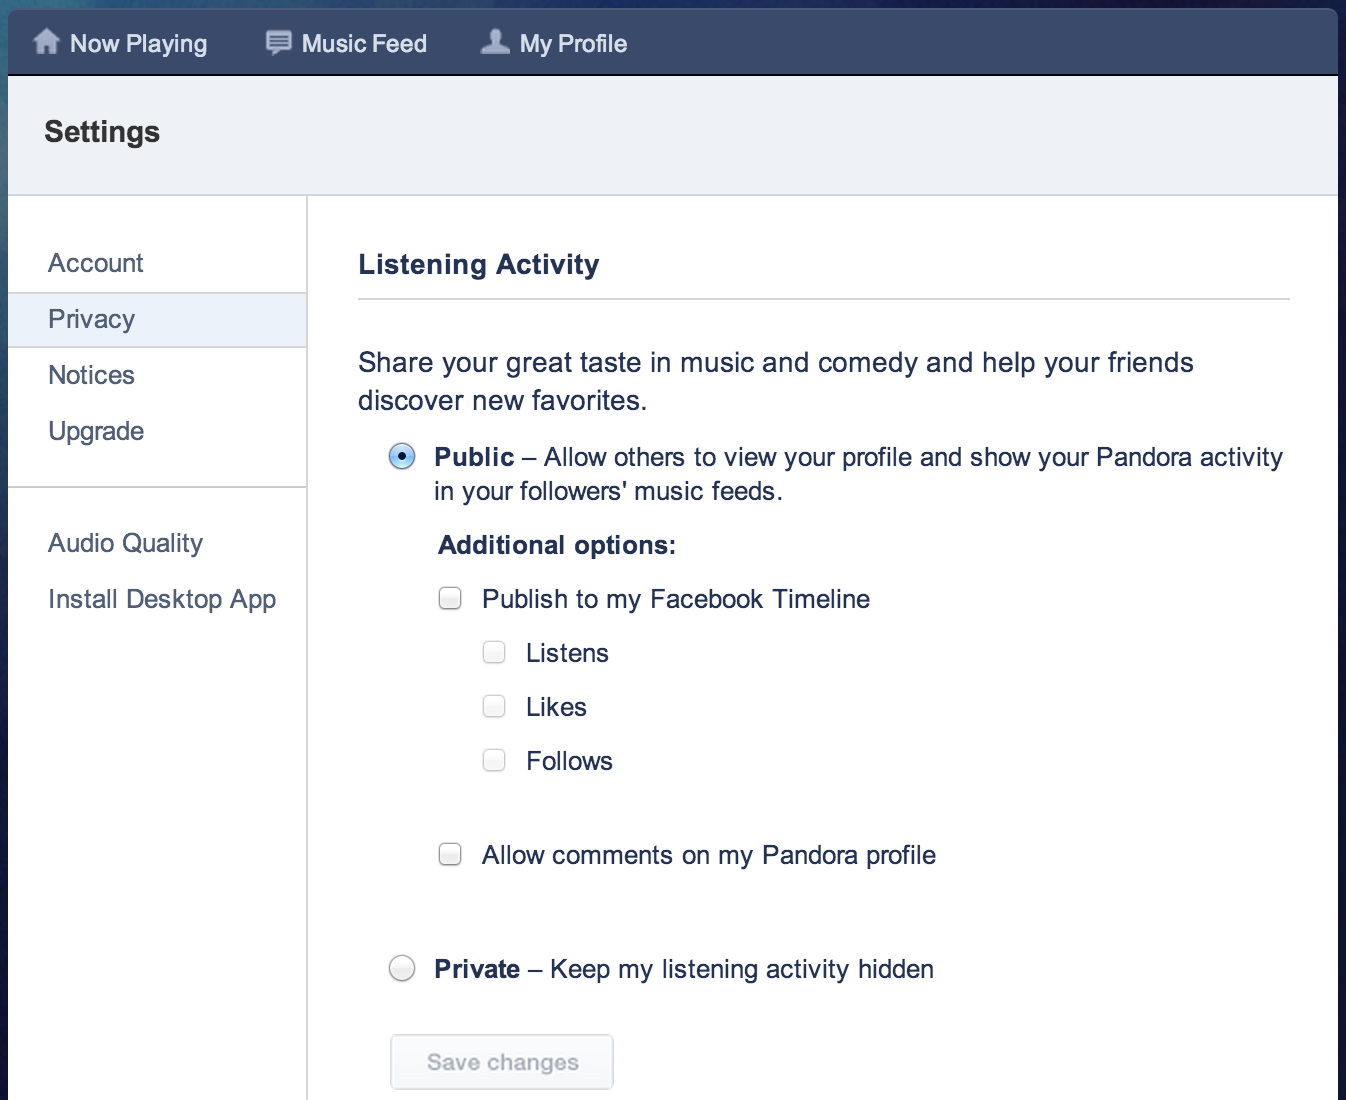 Now Playing
Music Feed
My Profile
Settings
Account
Privacy
Notices
Upgrade
Audio Quality
Install Desktop App
Listening Activity
Share your great taste in music and comedy and help your friends
discover new favorites.
Public – Allow others to view your profile and show your Pandora activity
in your followers' music feeds.
Additional options:
Publish to my Facebook Timeline
Listens
Likes
Follows
Allow comments on my Pandora profile
Private – Keep my listening activity hidden
Save changes